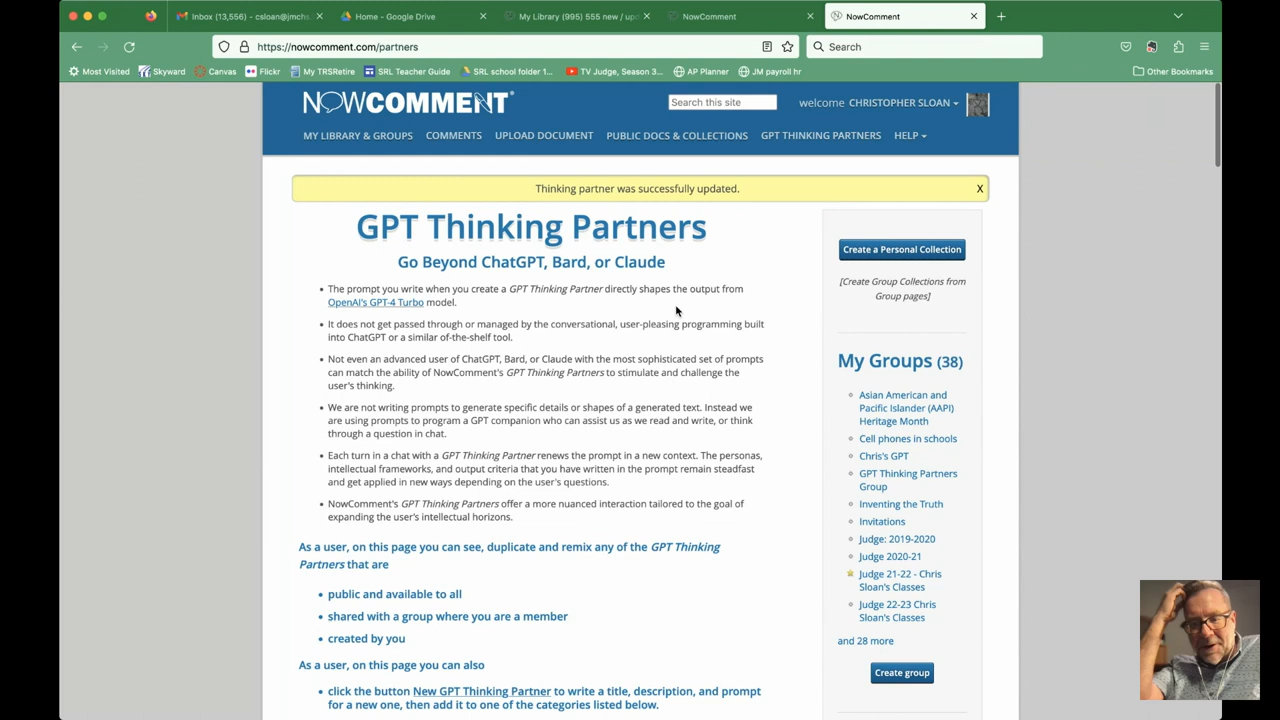 Inbox (13,556) - csloan@jmchs
Home - Google Drive
My Library (995) 555 new / up
NowComment
NowComment
https://nowcomment.com/partners
Search
Most Visited
Skyward
Canvas
Flickr
My TRSRetire
SRL Teacher Guide
SRL school folder 1...
TV Judge, Season 3...
AP Planner
JM payroll hr
Other Bookmarks
NOWCOMMENT
Search this site
welcome CHRISTOPHER SLOAN
MY LIBRARY & GROUPS
COMMENTS
UPLOAD DOCUMENT
PUBLIC DOCS & COLLECTIONS
GPT THINKING PARTNERS
HELP
Thinking partner was successfully updated.
X
GPT Thinking Partners
Go Beyond ChatGPT, Bard, or Claude
The prompt you write when you create a GPT Thinking Partner directly shapes the output from
OpenAI's GPT-4 Turbo model.
It does not get passed through or managed by the conversational, user-pleasing programming built
into ChatGPT or a similar of-the-shelf tool.
Not even an advanced user of ChatGPT, Bard, or Claude with the most sophisticated set of prompts
can match the ability of NowComment's GPT Thinking Partners to stimulate and challenge the
user's thinking.
We are not writing prompts to generate specific details or shapes of a generated text. Instead we
are using prompts to program a GPT companion who can assist us as we read and write, or think
through a question in chat.
Each turn in a chat with a GPT Thinking Partner renews the prompt in a new context. The personas,
intellectual frameworks, and output criteria that you have written in the prompt remain steadfast
and get applied in new ways depending on the user's questions.
NowComment's GPT Thinking Partners offer a more nuanced interaction tailored to the goal of
expanding the user's intellectual horizons.
As a user, on this page you can see, duplicate and remix any of the GPT Thinking
Partners that are
public and available to all
shared with a group where you are a member
created by you
As a user, on this page you can also
click the button New GPT Thinking Partner to write a title, description, and prompt
for a new one, then add it to one of the categories listed below.
Create a Personal Collection
[Create Group Collections from
Group pages]
My Groups (38)
Asian American and
Pacific Islander (AAPI)
Heritage Month
Cell phones in schools
Chris's GPT
GPT Thinking Partners
Group
Inventing the Truth
Invitations
Judge: 2019-2020
Judge 2020-21
Judge 21-22 - Chris
Sloan's Classes
Judge 22-23 Chris
Sloan's Classes
and 28 more
Create group